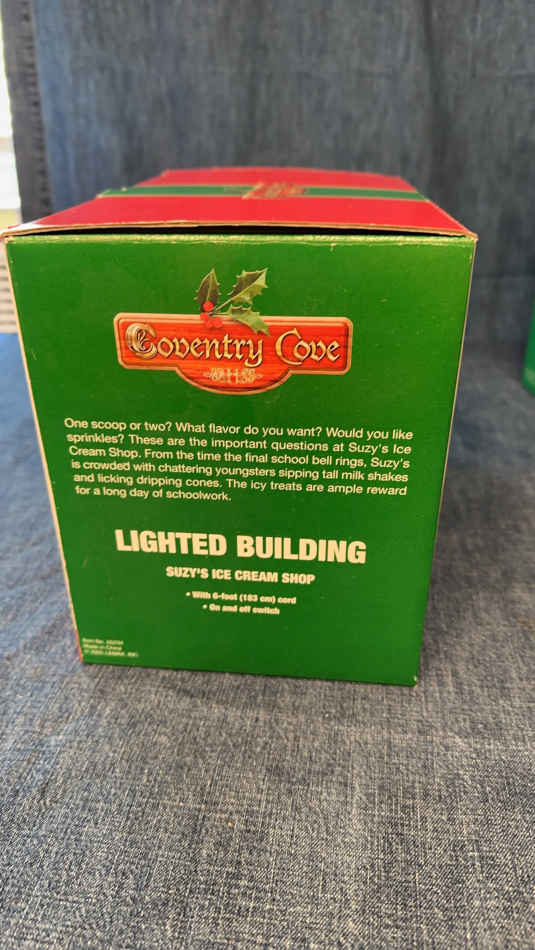 Coventry Cove
One scoop or two? What flavor do you want? Would you like
sprinkles? These are the important questions at Suzy's Ice
Cream Shop. From the time the final school bell rings, Suzy's
is crowded with chattering youngsters sipping tall milk shakes
and licking dripping cones. The icy treats are ample reward
for a long day of schoolwork.
LIGHTED BUILDING
SUZY'S ICE CREAM SHOP
• With 6-foot (183 cm) cord
• On and off switch
Item No.
Made in China